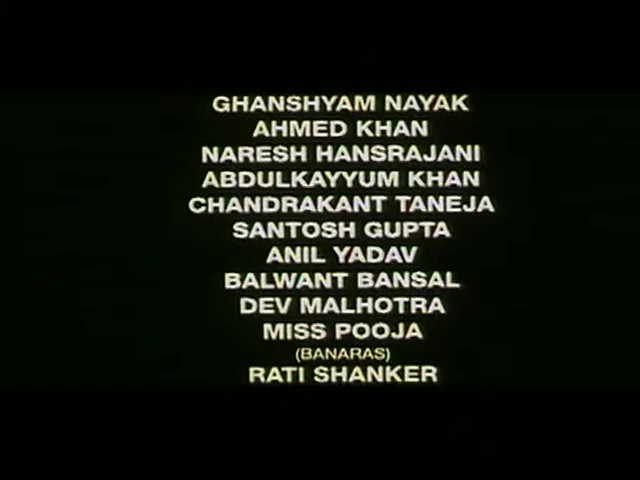 GHANSHYAM NAYAK
AHMED KHAN
NARESH HANSRAJANI
ABDULKAYYUM KHAN
CHANDRAKANT TANEJA
SANTOSH GUPTA
ANIL YADAV
BALWANT BANSAL
DEV MALHOTRA
MISS POOJA
(BANARAS)
RATI SHANKER